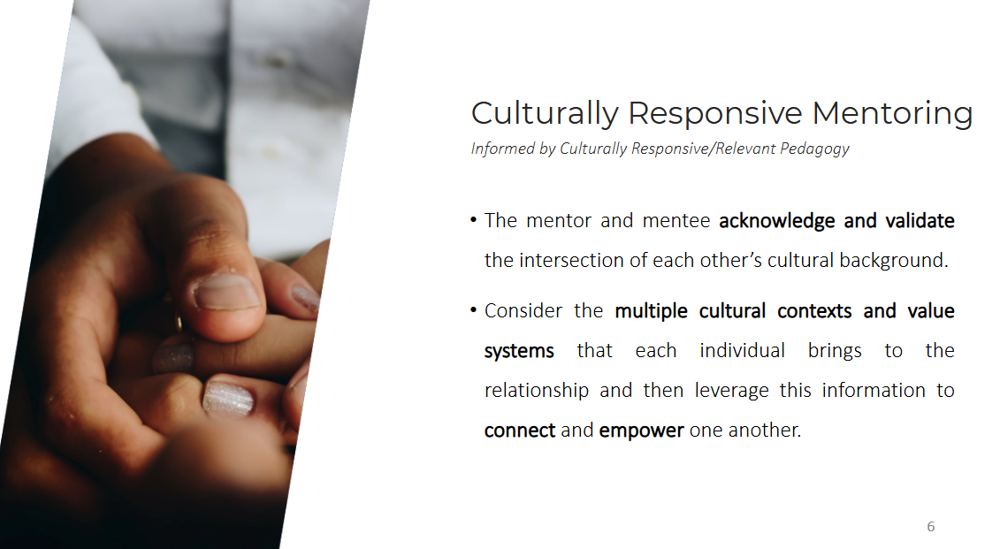 Culturally Responsive Mentoring
Informed by Culturally Responsive/Relevant Pedagogy
• The mentor and mentee acknowledge and validate
the intersection of each other’s cultural background.
• Consider the multiple cultural contexts and value
systems that each individual brings to the
relationship and then leverage this information to
connect and empower one another.
6